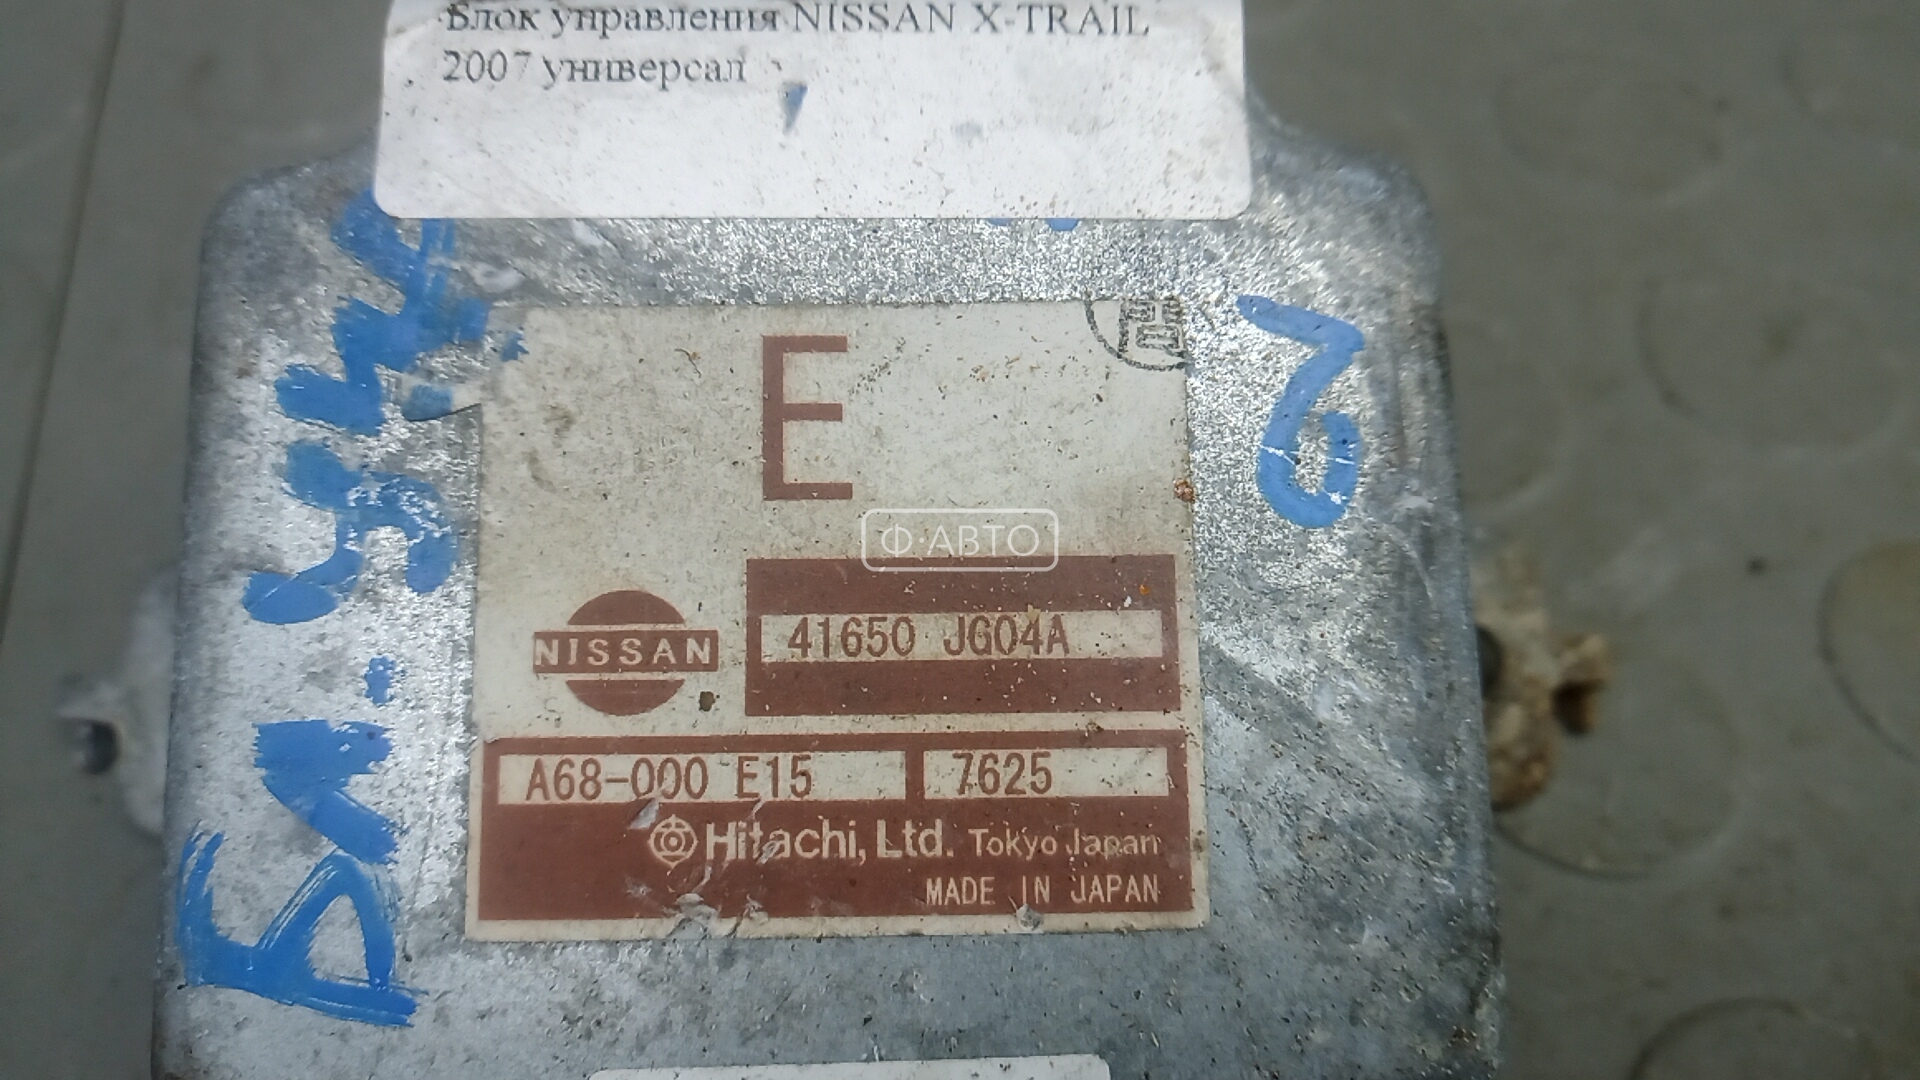 Блок управления NISSAN X-TRAIL
2007 универсал
E
Ф·АВТО
NISSAN
41650 JG04A
A68-000 E15
7625
Hitachi, Ltd. Tokyo Japan
MADE IN JAPAN
Бл.